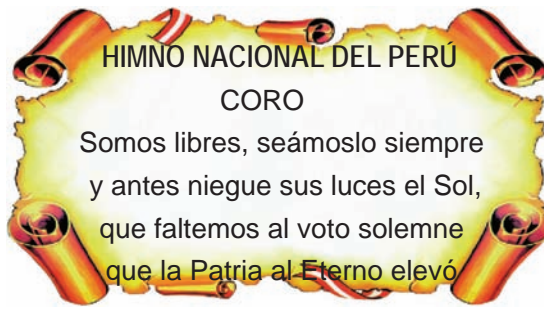 HIMNO NACIONAL DEL PERÚ
CORO
Somos libres, seámoslo siempre
y antes niegue sus luces el Sol,
que faltemos al voto solemne
que la Patria al Eterno elevó